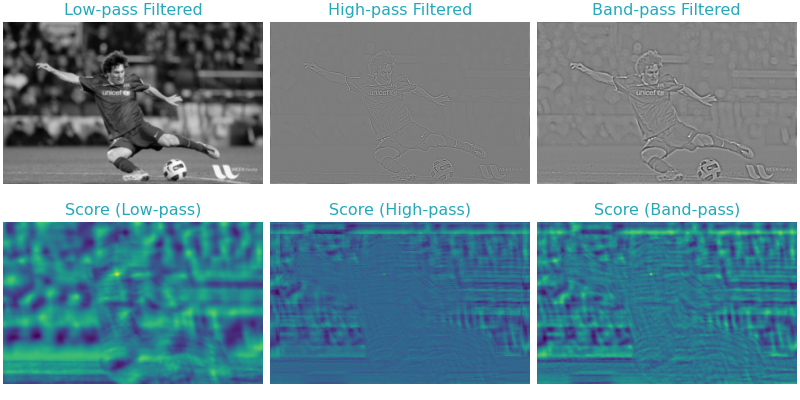 Low-pass Filtered
High-pass Filtered
Band-pass Filtered
unicef
unicef
unicef
Score (Low-pass)
Score (High-pass)
Score (Band-pass)